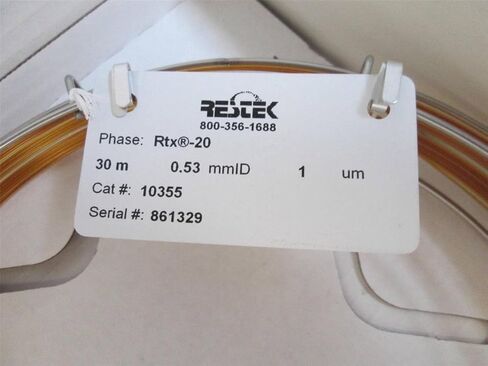 RESTEK
800-356-1688
Phase: Rtx®-20
30 m 0.53 mmID 1 um
Cat #: 10355
Serial #: 861329